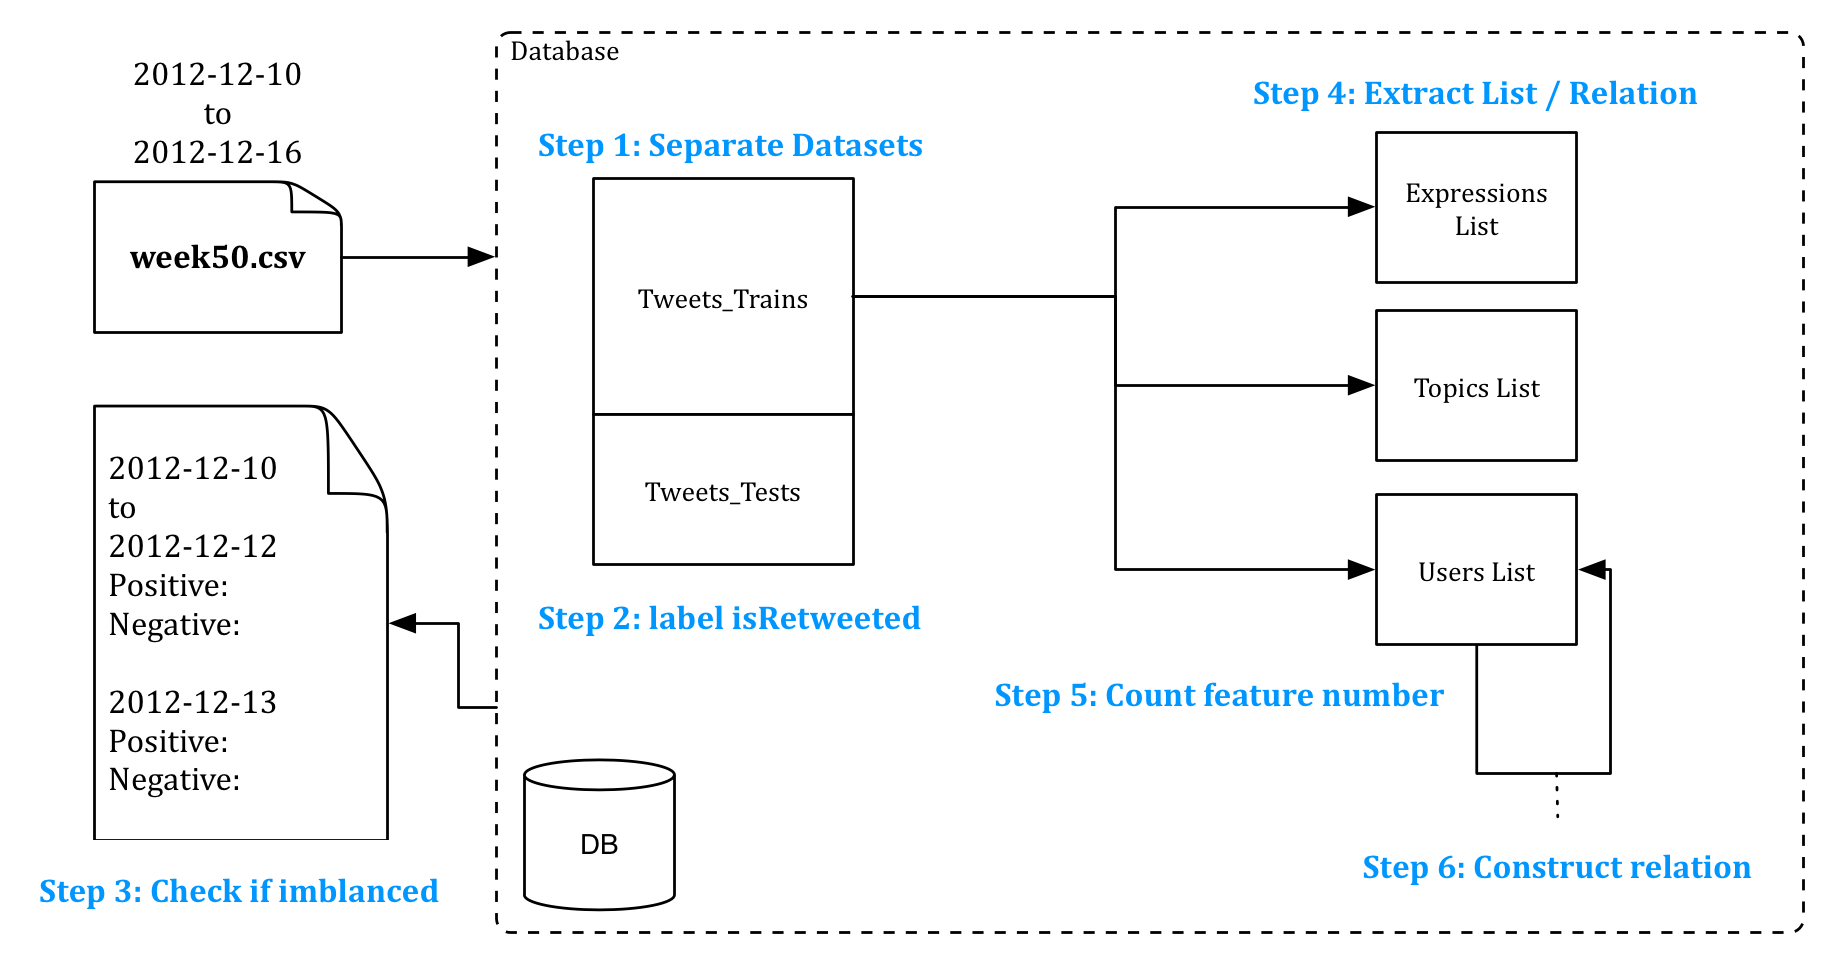 2012-12-10
to
2012-12-16
week50.csv
2012-12-10
to
2012-12-12
Positive:
Negative:
2012-12-13
Positive:
Negative:
Step 3: Check if imblanced
Database
Step 1: Separate Datasets
Tweets_Trains
Tweets_Tests
Step 2: label isRetweeted
DB
Step 4: Extract List / Relation
Expressions
List
Topics List
Users List
Step 5: Count feature number
Step 6: Construct relation